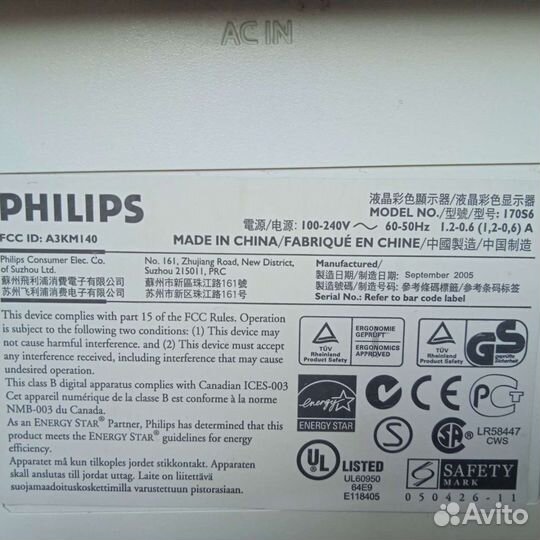 AC IN
PHILIPS
FCC ID: A3KM140
液晶彩色顯示器/液晶彩色显示器
MODEL NO./型號/型号: 170S6
電源/电源: 100-240V~ 60-50Hz 1.2-0.6 (1,2-0,6) A
MADE IN CHINA/FABRIQUÉ EN CHINE/中國製造/中国制造
Philips Consumer Elec. Co.
of Suzhou Ltd.
蘇州飛利浦消費電子有限公司
苏州飞利浦消费电子有限公司
No. 161, Zhujiang Road, New District,
Suzhou 215011, PRC
蘇州市新區珠江路161號
苏州市新区珠江路161号
Manufactured/
製造日期/制造日期: September 2005
製造號碼/制造号码: 參考條碼標籤/参考条码标签
Serial No.: Refer to bar code label
This device complies with part 15 of the FCC Rules. Operation
is subject to the following two conditions: (1) This device may
not cause harmful interference. and (2) This device must accept
any interference received, including interference that may cause
undesired operation.
This class B digital apparatus complies with Canadian ICES-003
Cet appareil numérique de la classe B est conforme à la norme
NMB-003 du Canada.
As an ENERGY STAR® Partner, Philips has determined that this
product meets the ENERGY STAR® guidelines for energy
efficiency.
Apparatet må kun tilkoples jordet stikkontakt. Apparaten
skall anslutas till jordat uttag. Laite on liitettävä
suojamaadoituskoskettimilla varustettuun pistorasiaan.
TÜV
Rheinland
Product Safety
ERGONOMIE
GEPRÜFT
ERGONOMICS
APPROVED
TÜV
Rheinland
Product Safety
GS
energy
ENERGY STAR
CE
PCT
S
SA
LR58447
CWS
UL
LISTED
UL60950
64E9
E118405
S
SAFETY
MARK
050426-11
Avito